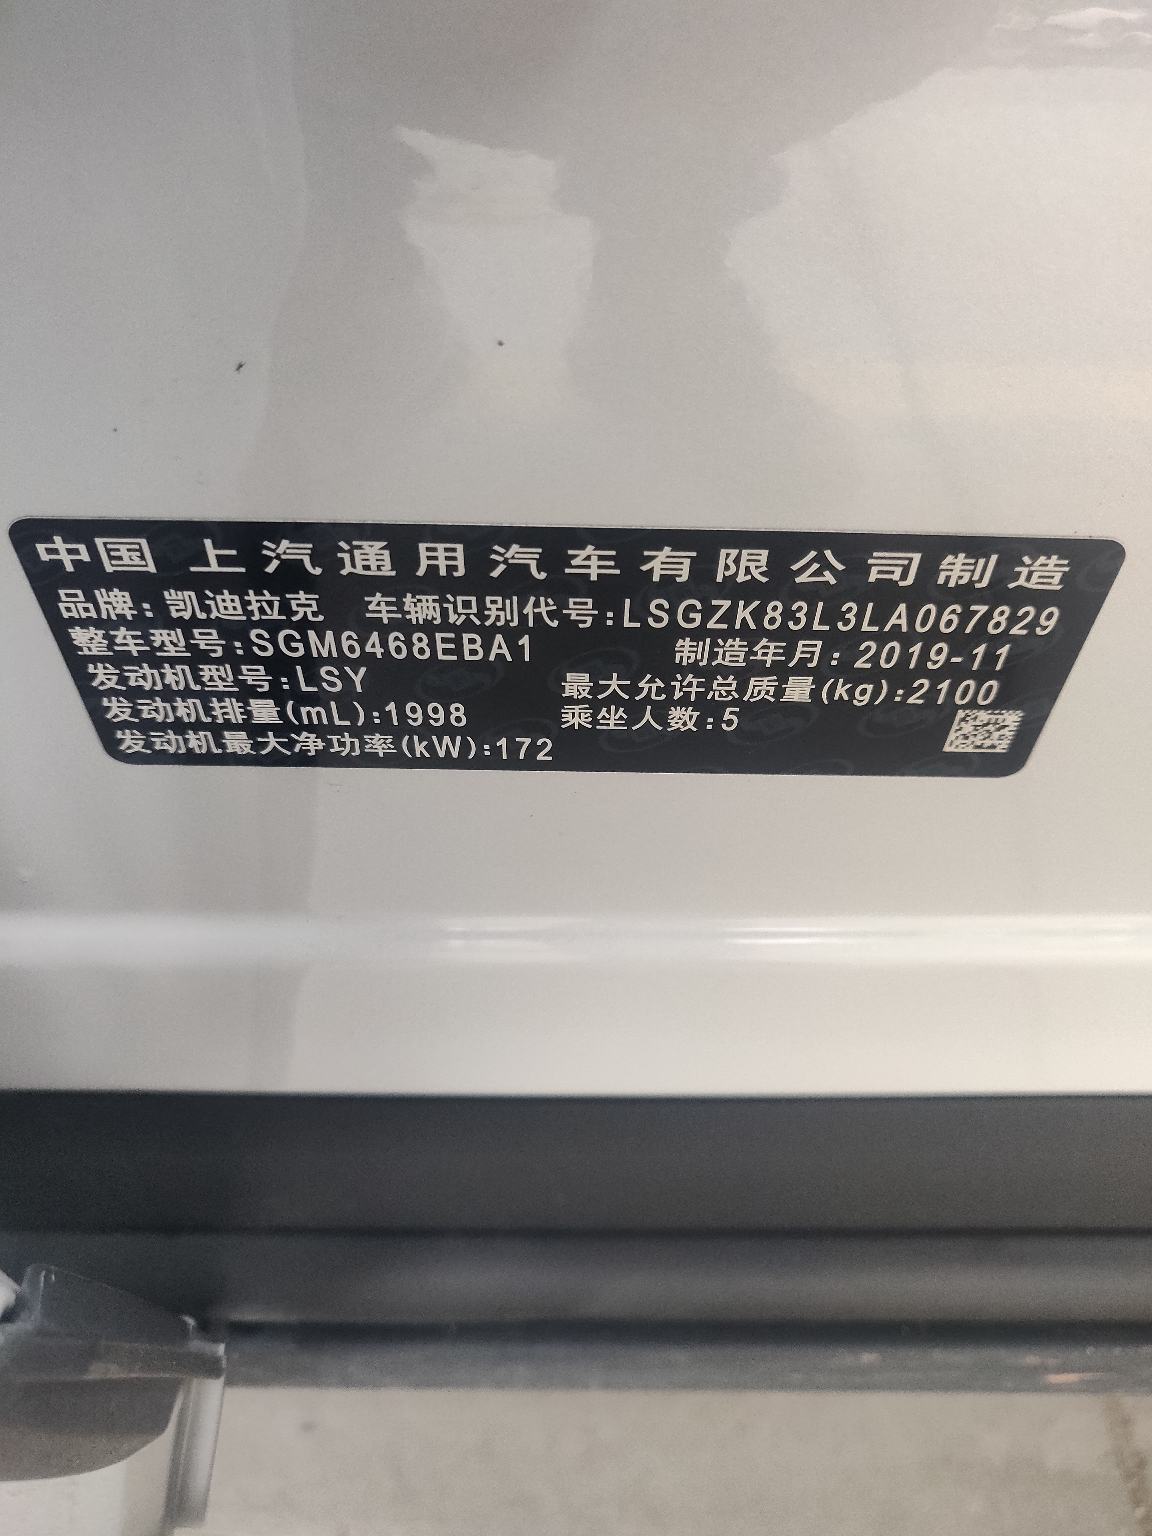 中国 上汽通用汽车有限公司制造
品牌:凯迪拉克 车辆识别代号:LSGZK83L3LA067829
整车型号:SGM6468EBA1 制造年月:2019-11
发动机型号:LSY 最大允许总质量(kg):2100
发动机排量(mL):1998 乘坐人数:5
发动机最大净功率(kW):172